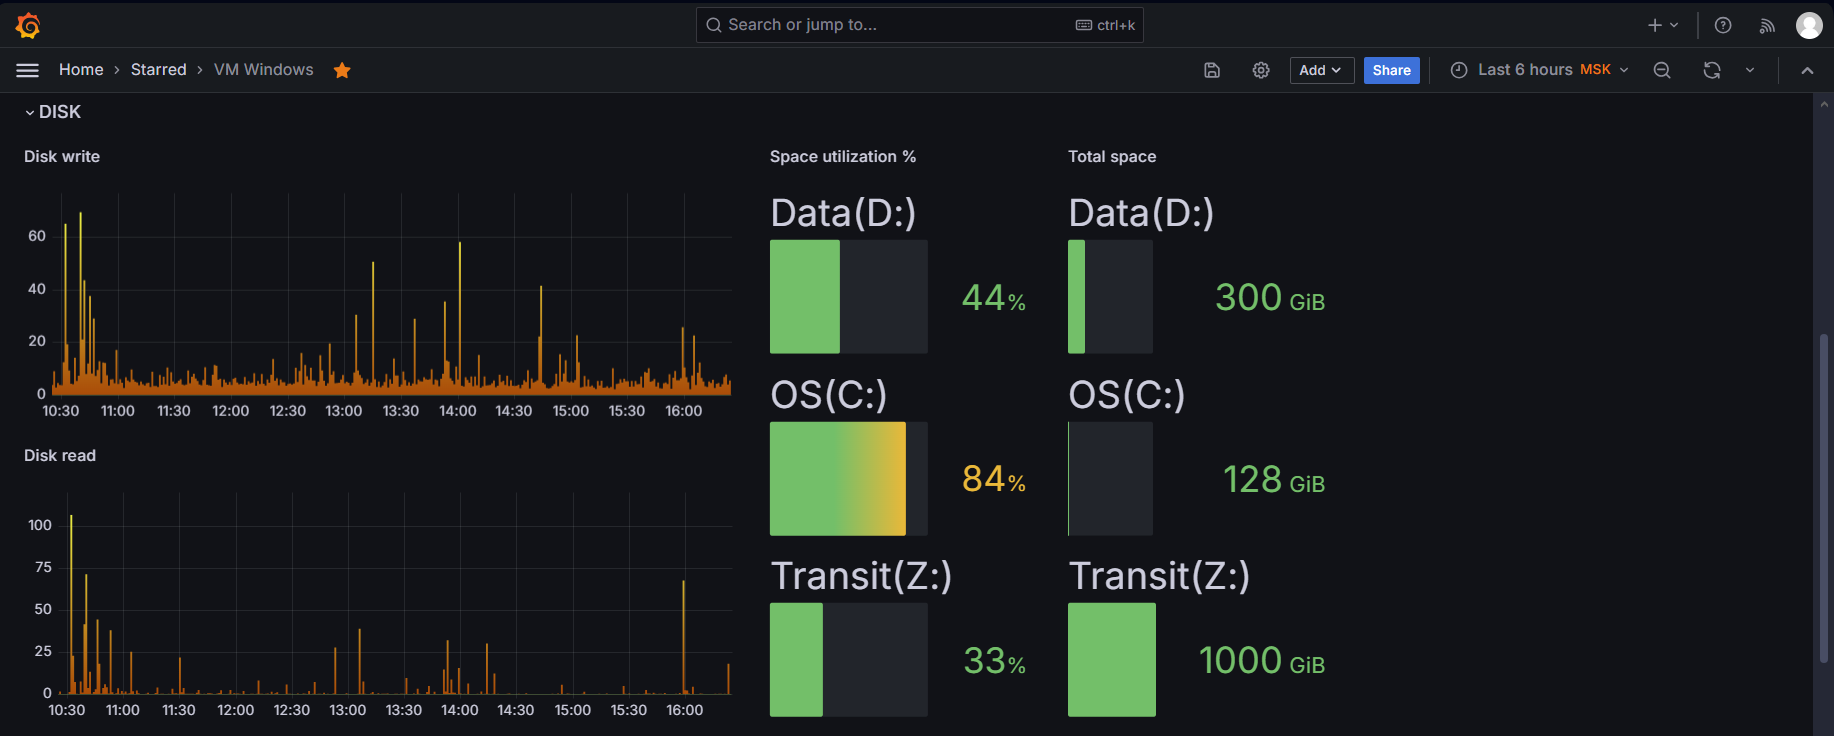 Search or jump to...
ctrl+k
Home › Starred › VM Windows
Add
Share
Last 6 hours MSK
DISK
Disk write
60
40
20
0
10:30 11:00 11:30 12:00 12:30 13:00 13:30 14:00 14:30 15:00 15:30 16:00
Disk read
100
75
50
25
0
10:30 11:00 11:30 12:00 12:30 13:00 13:30 14:00 14:30 15:00 15:30 16:00
Space utilization %
Data(D:)
44%
OS(C:)
84%
Transit(Z:)
33%
Total space
Data(D:)
300 GiB
OS(C:)
128 GiB
Transit(Z:)
1000 GiB